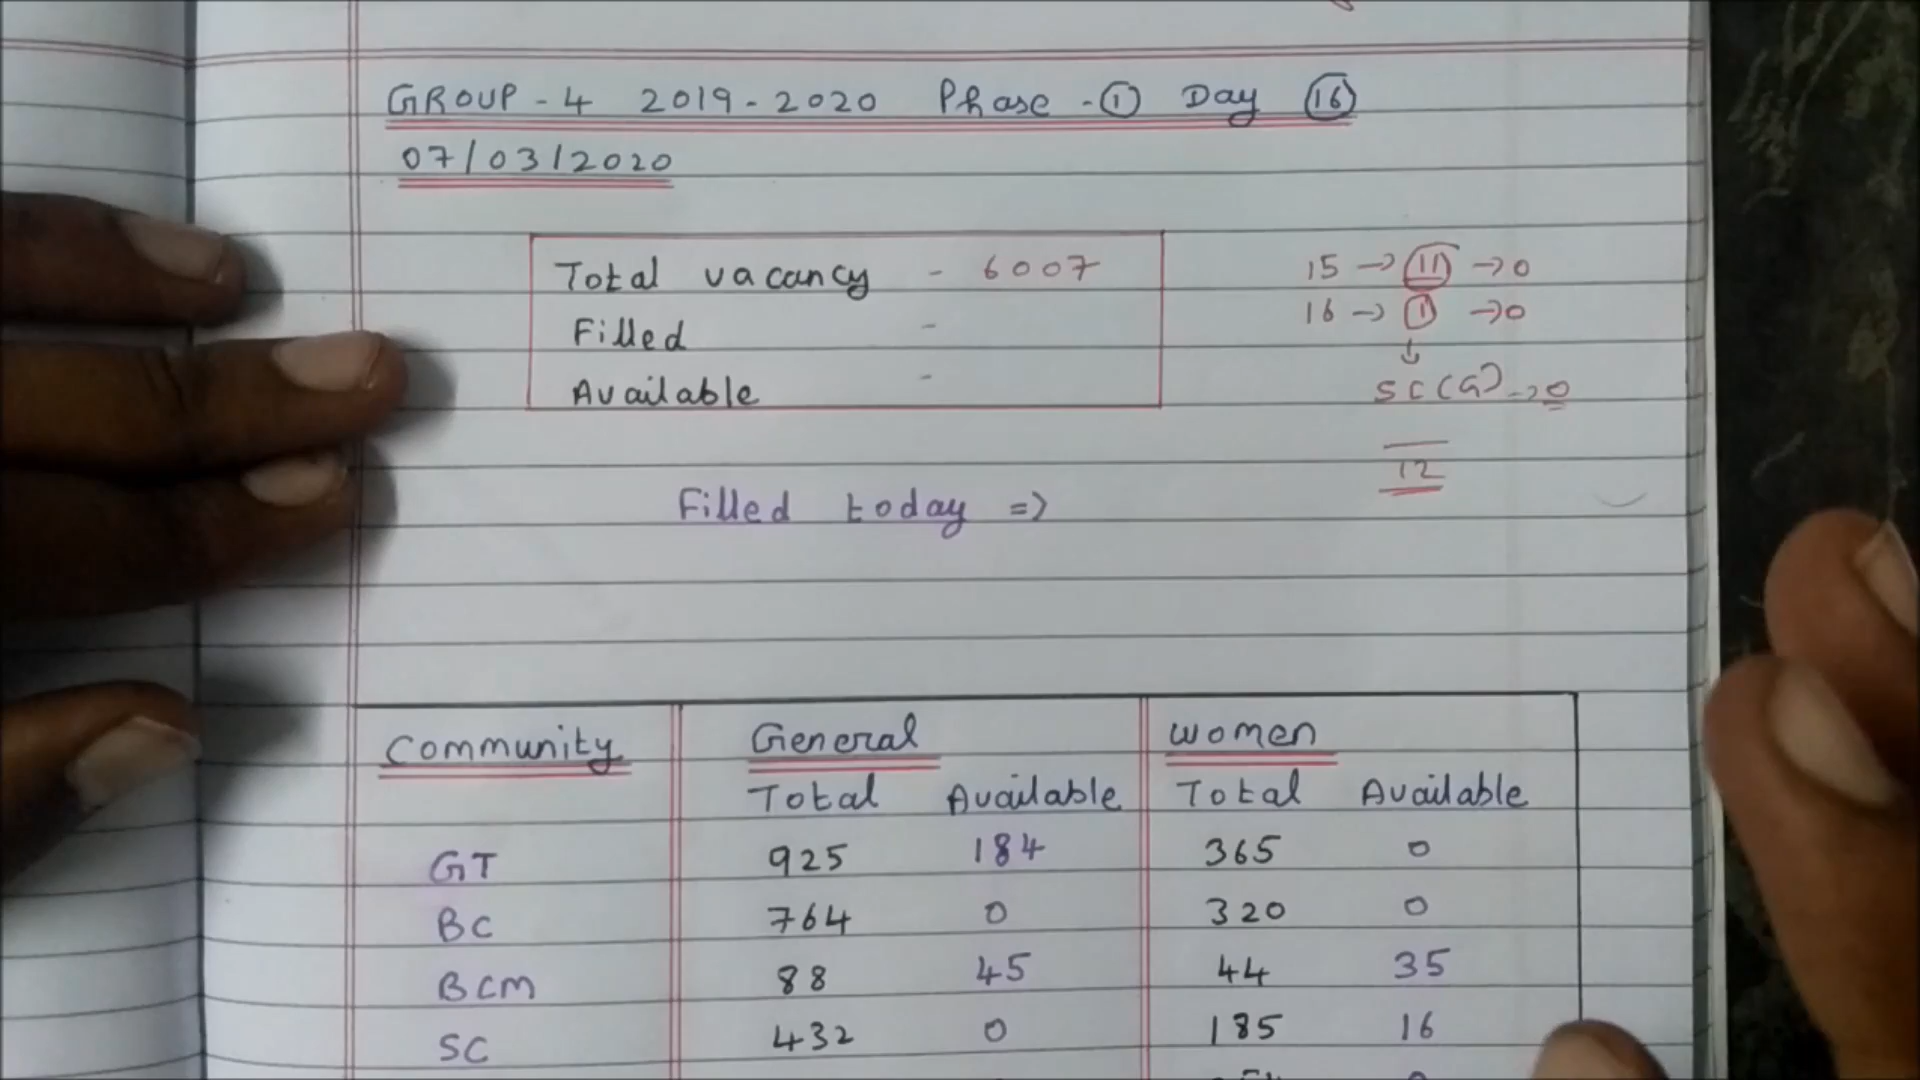 GROUP - 4 2019 - 2020 Phase - 1 Day 16
07/03/2020
Total vacancy - 6007
Filled -
Available -
15 → 11 → 0
16 → 1 → 0
↓
SC(G) → 0
12
Filled today =>
Community General Women
Total Available Total Available
GT 925 184 365 0
BC 764 0 320 0
BCM 88 45 44 35
SC 432 0 185 16